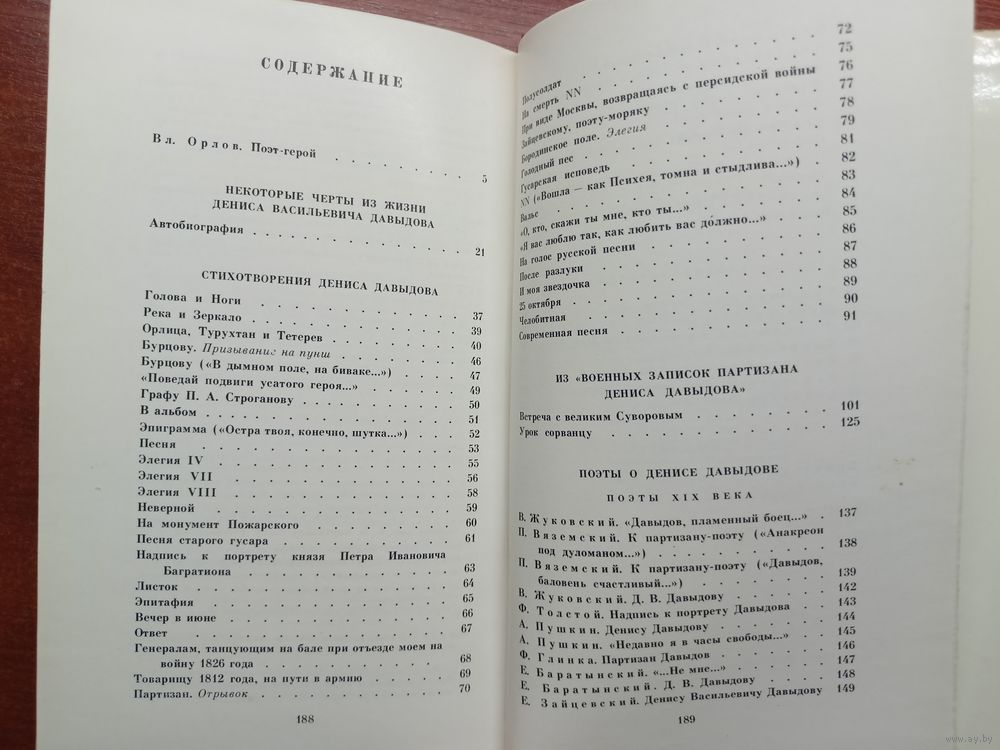 СОДЕРЖАНИЕ
Вл. Орлов. Поэт-герой . . . . . . . 5
НЕКОТОРЫЕ ЧЕРТЫ ИЗ ЖИЗНИ
ДЕНИСА ВАСИЛЬЕВИЧА ДАВЫДОВА
Автобиография . . . . . . . . . . . . 21
СТИХОТВОРЕНИЯ ДЕНИСА ДАВЫДОВА
Голова и Ноги . . . . . . . . . . . 37
Река и Зеркало . . . . . . . . . . . 39
Орлица, Турухтан и Тетерев . . . . . . 40
Бурцову. Призывание на пунш . . . . . . 46
Бурцову («В дымном поле, на биваке...») . . . 47
«Поведай подвиги усатого героя...» . . . . . 49
Графу П. А. Строганову . . . . . . . . 50
В альбом . . . . . . . . . . . . . 51
Эпиграмма («Остра твоя, конечно, шутка...») . . . 52
Песня . . . . . . . . . . . . . . 53
Элегия IV . . . . . . . . . . . . . 55
Элегия VII . . . . . . . . . . . . 56
Элегия VIII . . . . . . . . . . . . 58
Неверной . . . . . . . . . . . . . 59
На монумент Пожарского . . . . . . . 60
Песня старого гусара . . . . . . . . . 61
Надпись к портрету князя Петра Ивановича
Багратиона . . . . . . . . . . . . 63
Листок . . . . . . . . . . . . . . 64
Эпитафия . . . . . . . . . . . . . 65
Вечер в июне . . . . . . . . . . . . 66
Ответ . . . . . . . . . . . . . . 67
Генералам, танцующим на бале при отъезде моем на
войну 1826 года . . . . . . . . . . 68
Товарищу 1812 года, на пути в армию . . . . 69
Партизан. Отрывок . . . . . . . . . . 70
188
Полусолдат . . . . . . . . . . . . 72
На смерть NN . . . . . . . . . . . 75
При виде Москвы, возвращаясь с персидской войны 76
Зайцевскому, поэту-моряку . . . . . . . 77
Бородинское поле. Элегия . . . . . . . . 78
Голодный пес . . . . . . . . . . . . 79
Гусарская исповедь . . . . . . . . . . 81
NN («Вошла — как Психея, томна и стыдлива...») . 82
Вальс . . . . . . . . . . . . . . 83
«О, кто, скажи ты мне, кто ты...» . . . . . . 84
«Я вас люблю так, как любить вас до́лжно...» . . . 85
На голос русской песни . . . . . . . . . 86
После разлуки . . . . . . . . . . . . 87
И моя звездочка . . . . . . . . . . . 88
25 октября . . . . . . . . . . . . . 89
Челобитная . . . . . . . . . . . . . 90
Современная песня . . . . . . . . . . 91
ИЗ «ВОЕННЫХ ЗАПИСОК ПАРТИЗАНА
ДЕНИСА ДАВЫДОВА»
Встреча с великим Суворовым . . . . . . . 101
Урок сорванцу . . . . . . . . . . . 125
ПОЭТЫ О ДЕНИСЕ ДАВЫДОВЕ
ПОЭТЫ XIX ВЕКА
В. Жуковский. «Давыдов, пламенный боец...» . 137
П. Вяземский. К партизану-поэту («Анакреон
под дуломаном...») . . . . . . . . . 138
П. Вяземский. К партизану-поэту («Давыдов,
баловень счастливый...») . . . . . . . 139
В. Жуковский. Д. В. Давыдову . . . . . 142
Ф. Толстой. Надпись к портрету Давыдова . . 143
А. Пушкин. Денису Давыдову . . . . . . 144
А. Пушкин. «Недавно я в часы свободы...» . . 145
Ф. Глинка. Партизан Давыдов . . . . . . 146
Е. Баратынский. «...Не мне...» . . . . . 147
Е. Баратынский. Д. В. Давыдову . . . . 148
Е. Зайцевский. Денису Васильевичу Давыдову 149
189
www.ay.by